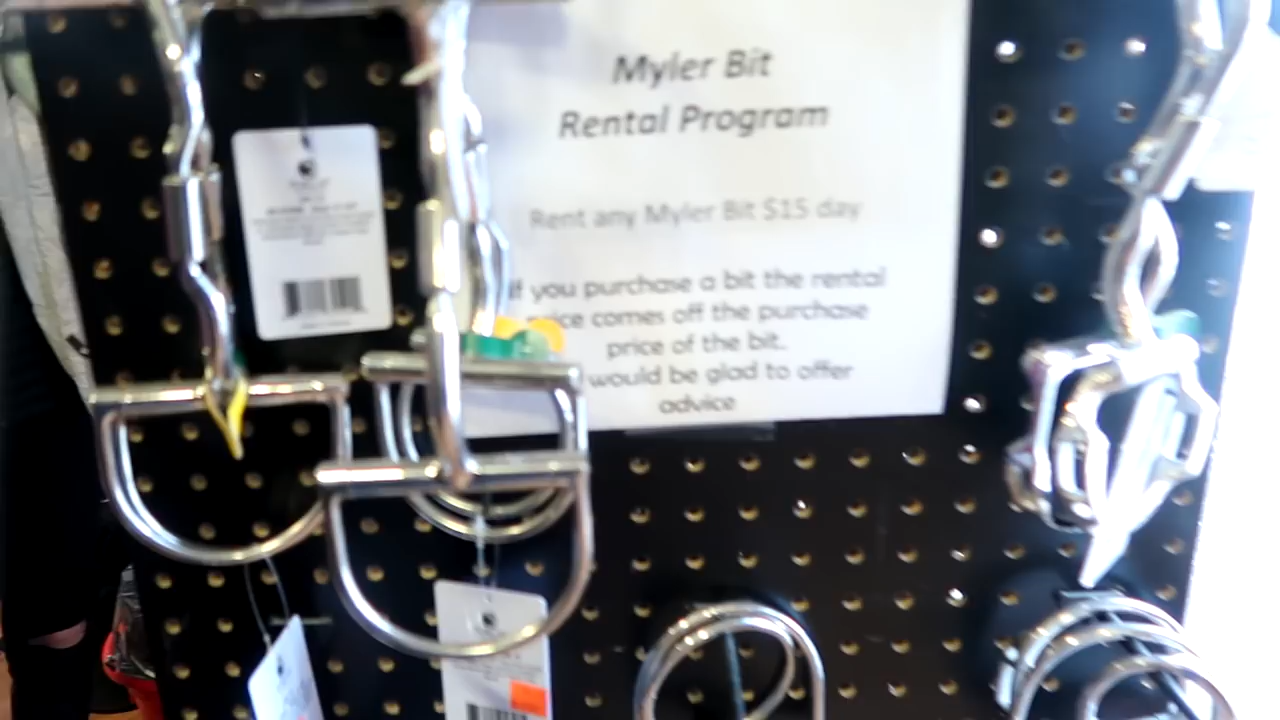 Myler Bit
Rental Program
Rent any Myler Bit $15 day
if you purchase a bit the rental
price comes off the purchase
price of the bit.
would be glad to offer
advice